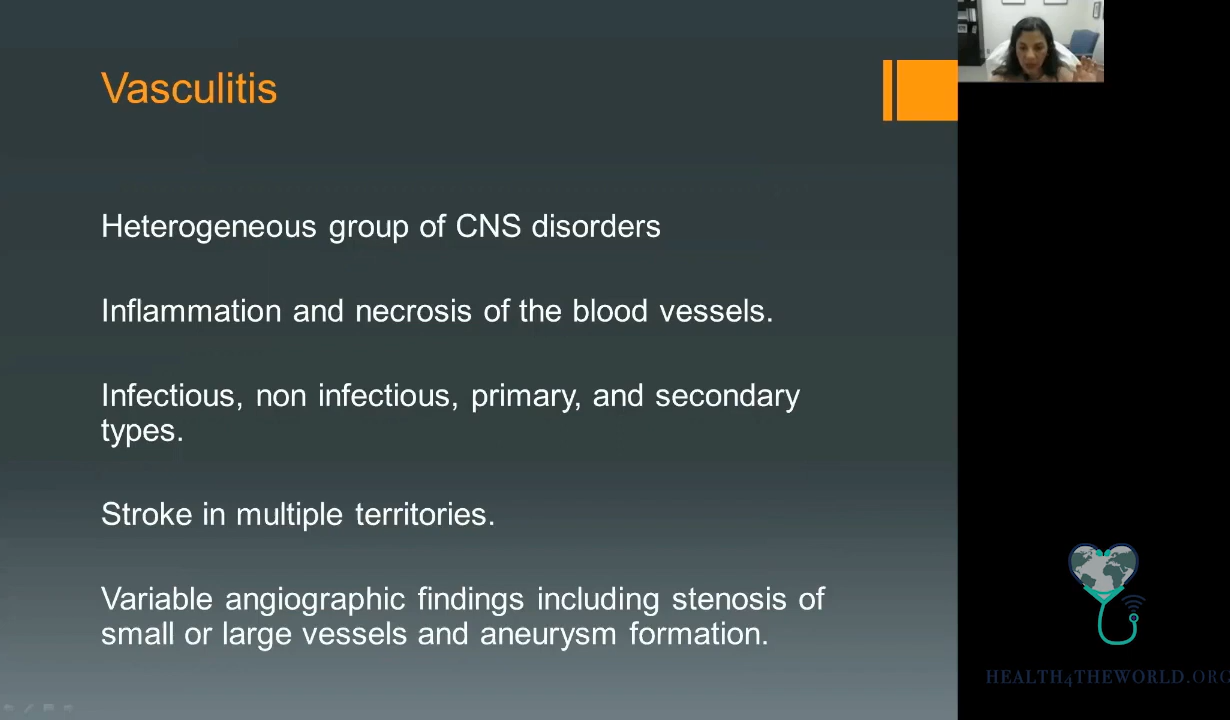 Vasculitis
Heterogeneous group of CNS disorders
Inflammation and necrosis of the blood vessels.
Infectious, non infectious, primary, and secondary
types.
Stroke in multiple territories.
Variable angiographic findings including stenosis of
small or large vessels and aneurysm formation.
HEALTH4THEWORLD.ORG